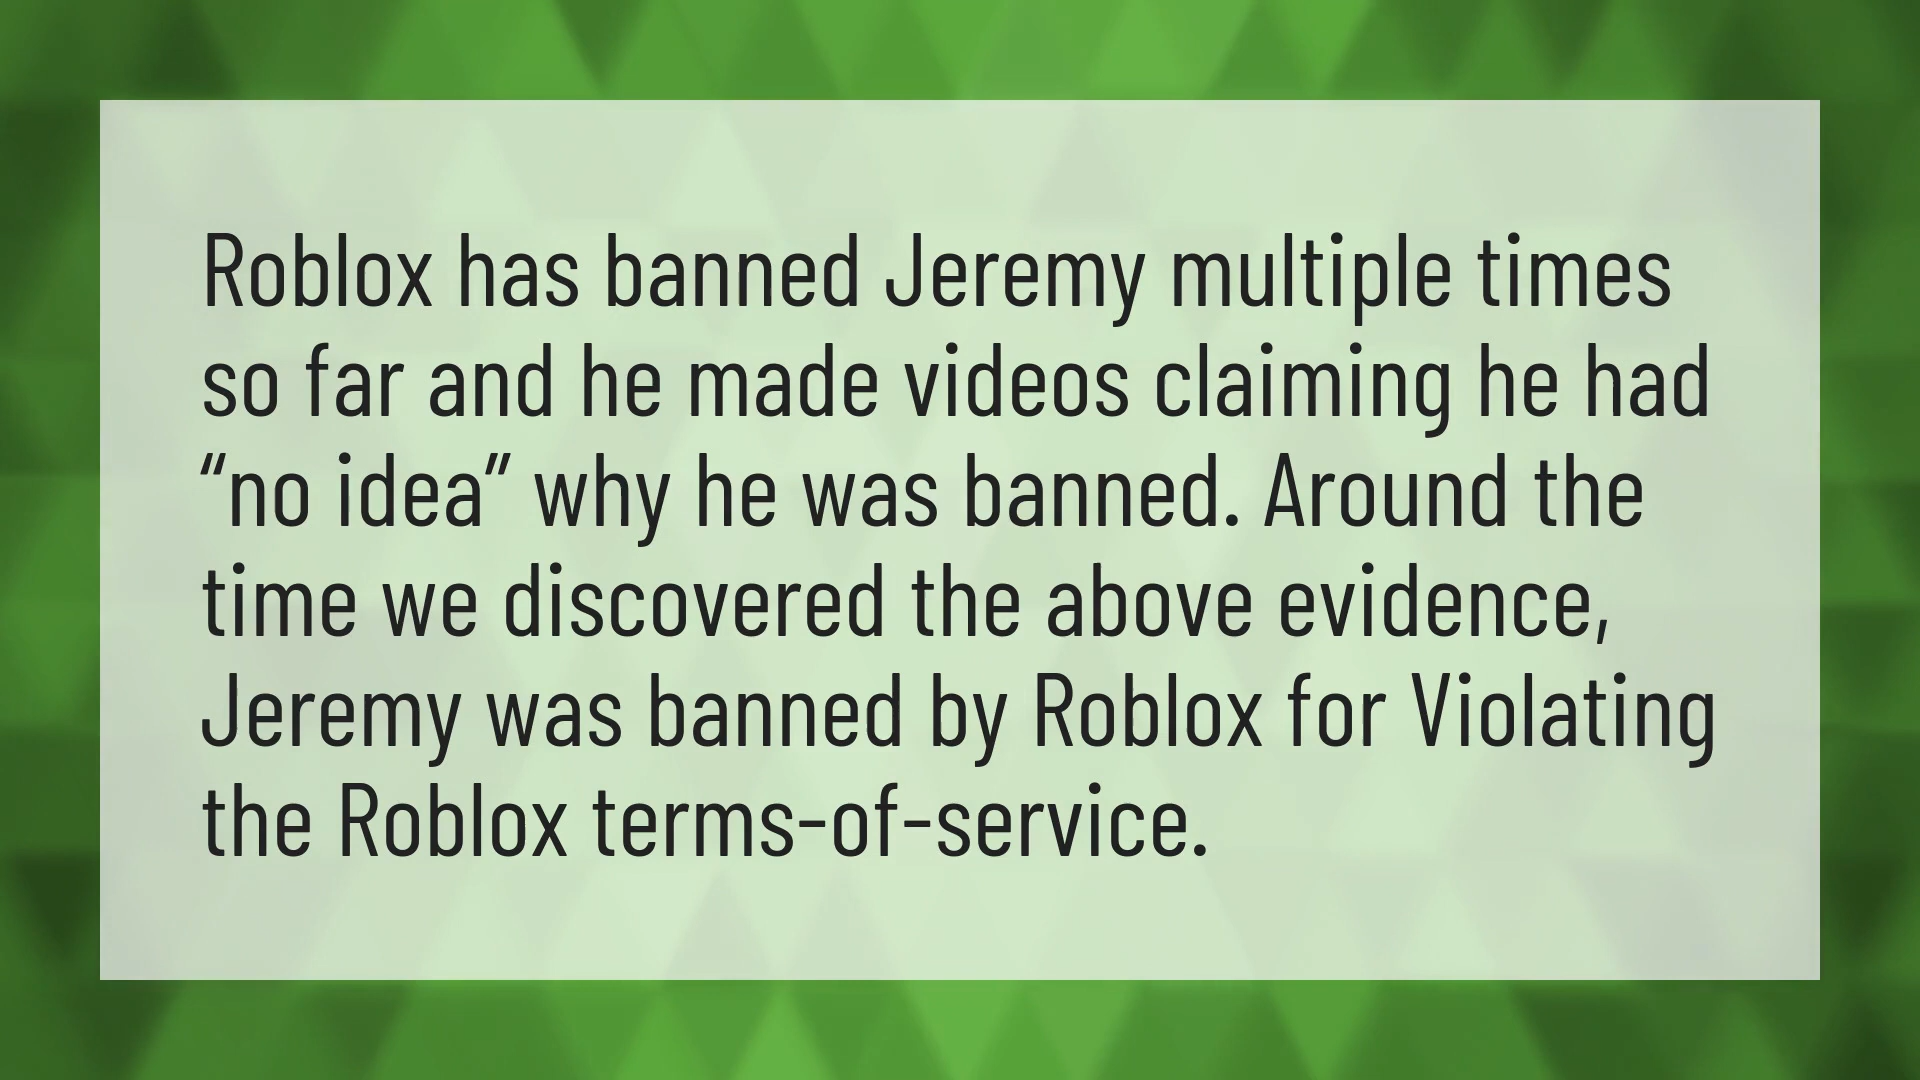 Roblox has banned Jeremy multiple times
so far and he made videos claiming he had
“no idea” why he was banned. Around the
time we discovered the above evidence,
Jeremy was banned by Roblox for Violating
the Roblox terms-of-service.